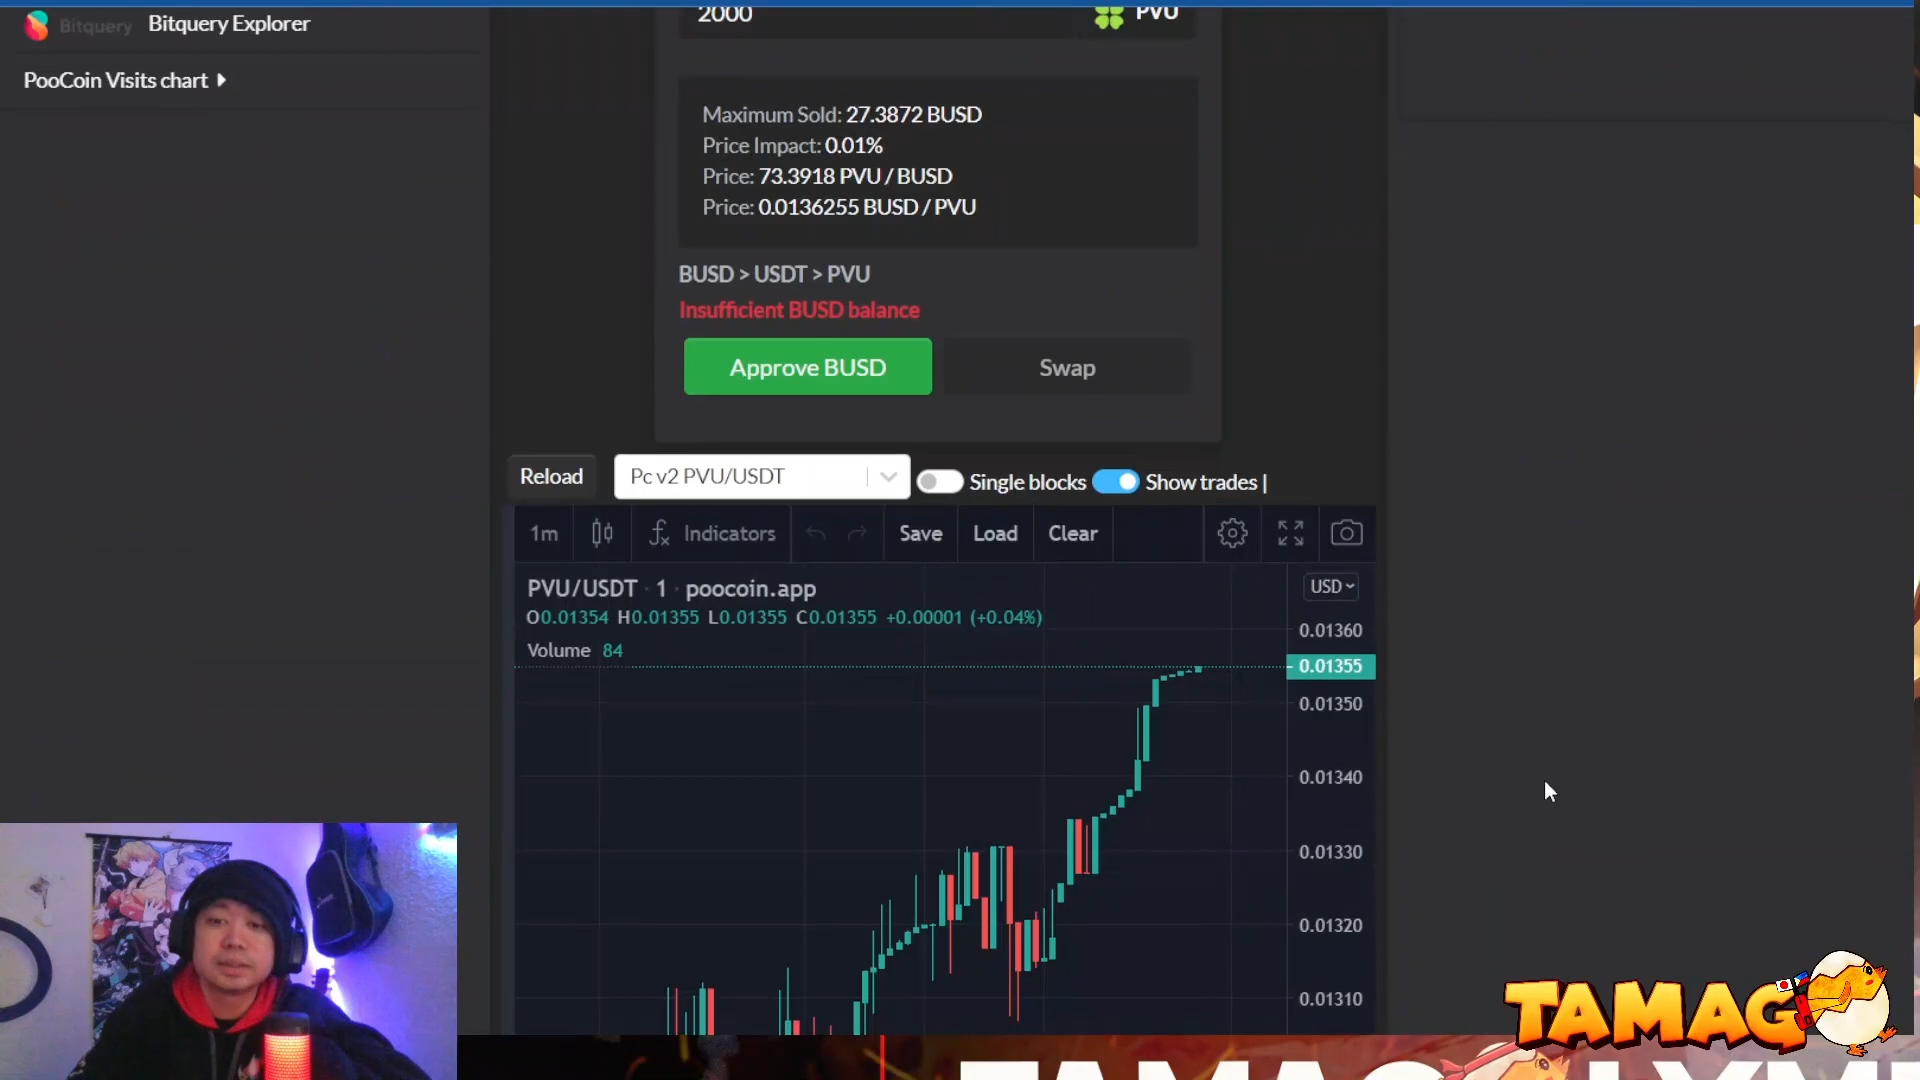 Bitquery Bitquery Explorer
PooCoin Visits chart
2000 PVU
Maximum Sold: 27.3872 BUSD
Price Impact: 0.01%
Price: 73.3918 PVU / BUSD
Price: 0.0136255 BUSD / PVU
BUSD > USDT > PVU
Insufficient BUSD balance
Approve BUSD Swap
Reload Pc v2 PVU/USDT Single blocks Show trades |
1m fx Indicators Save Load Clear
PVU/USDT · 1 · poocoin.app USD
O0.01354 H0.01355 L0.01355 C0.01355 +0.00001 (+0.04%)
Volume 84
0.01360
0.01355
0.01350
0.01340
0.01330
0.01320
0.01310
TAMAGO